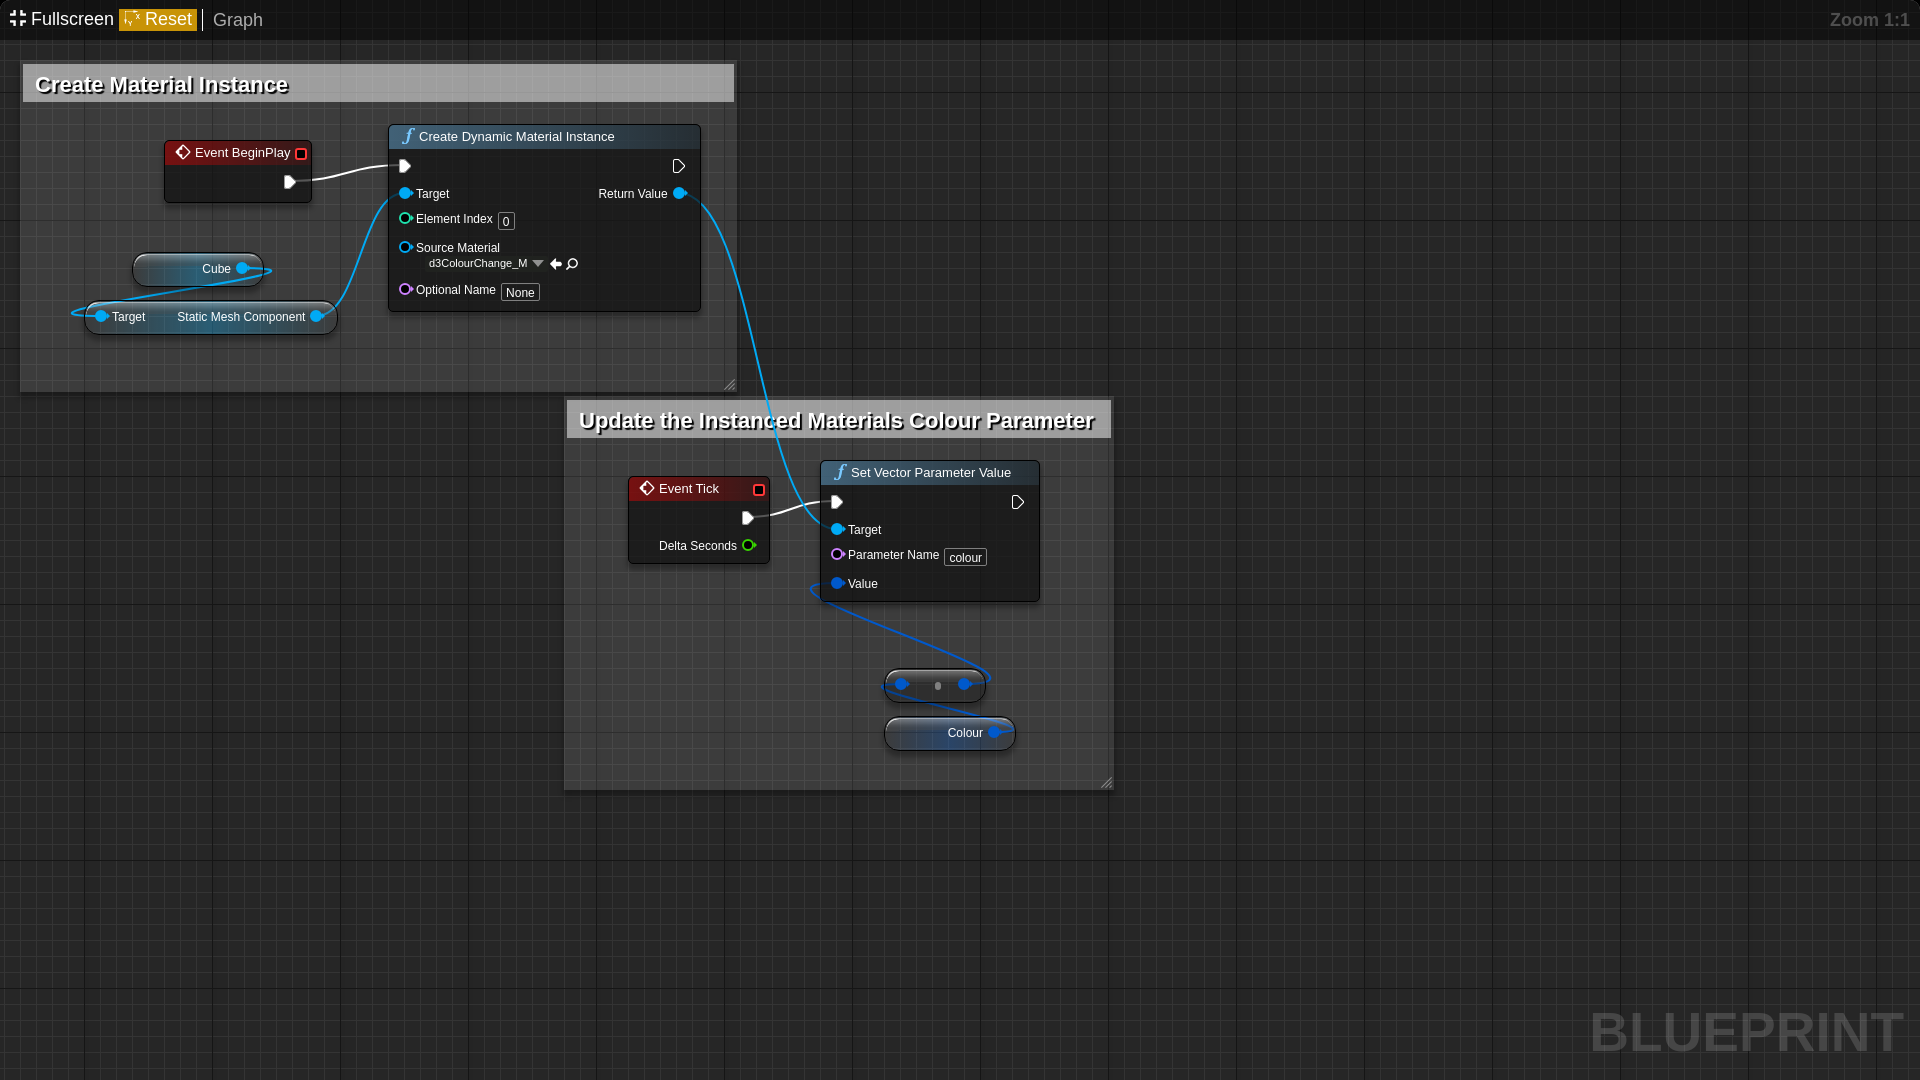 Fullscreen Reset Graph Zoom 1:1
Create Material Instance
Event BeginPlay
Create Dynamic Material Instance
Target Return Value
Element Index 0
Source Material
d3ColourChange_M
Optional Name None
Cube
Target Static Mesh Component
Update the Instanced Materials Colour Parameter
Event Tick
Delta Seconds
Set Vector Parameter Value
Target
Parameter Name colour
Value
Colour
BLUEPRINT